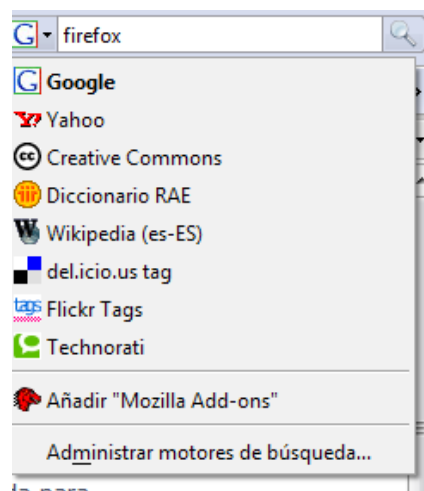 firefox
Google
Yahoo
Creative Commons
Diccionario RAE
Wikipedia (es-ES)
del.icio.us tag
Flickr Tags
Technorati
Añadir "Mozilla Add-ons"
Administrar motores de búsqueda...